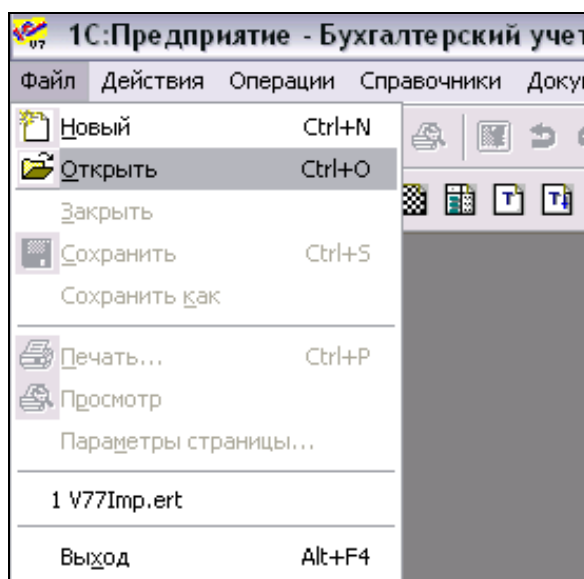 1С:Предприятие - Бухгалтерский учет
Файл Действия Операции Справочники
Новый Ctrl+N
Открыть Ctrl+O
Закрыть
Сохранить Ctrl+S
Сохранить как
Печать... Ctrl+P
Просмотр
Параметры страницы...
1 V77Imp.ert
Выход Alt+F4